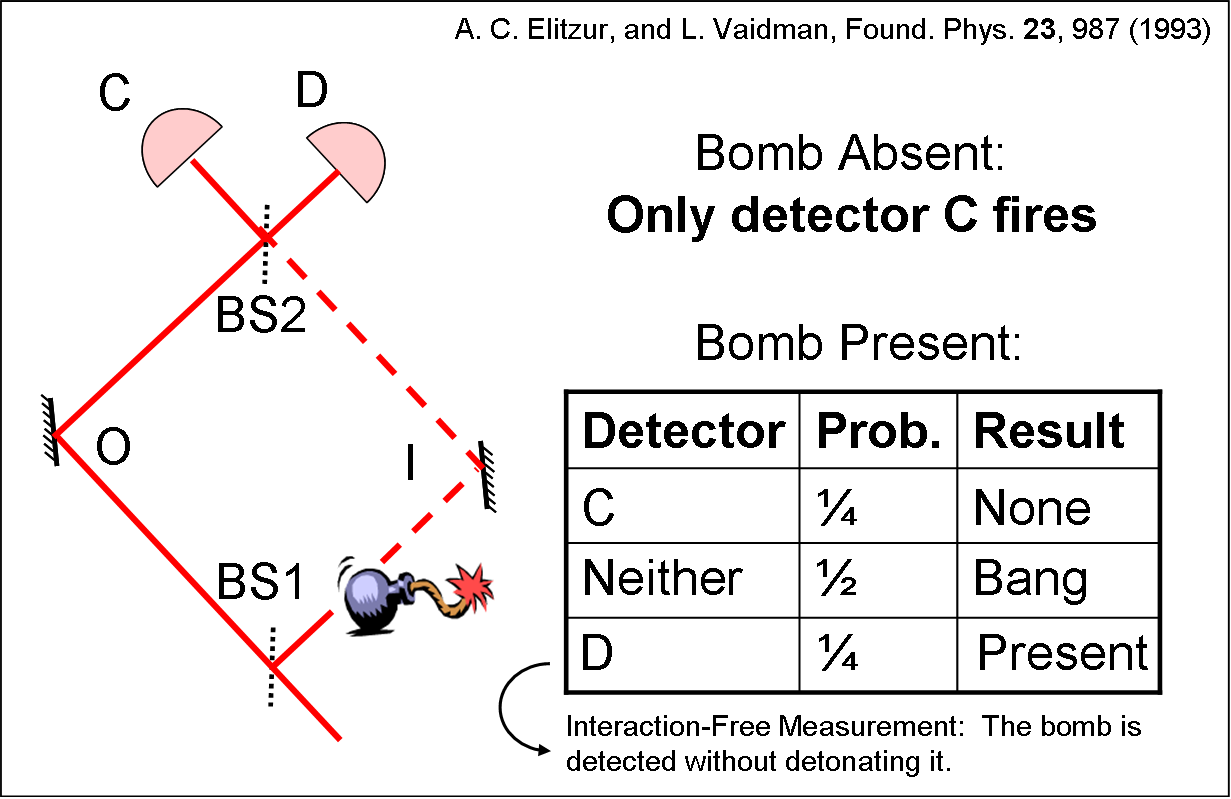 A. C. Elitzur, and L. Vaidman, Found. Phys. 23, 987 (1993)
C
D
Bomb Absent:
Only detector C fires
BS2
Bomb Present:
O
I
BS1
Detector Prob. Result
C ¼ None
Neither ½ Bang
D ¼ Present
Interaction-Free Measurement: The bomb is
detected without detonating it.